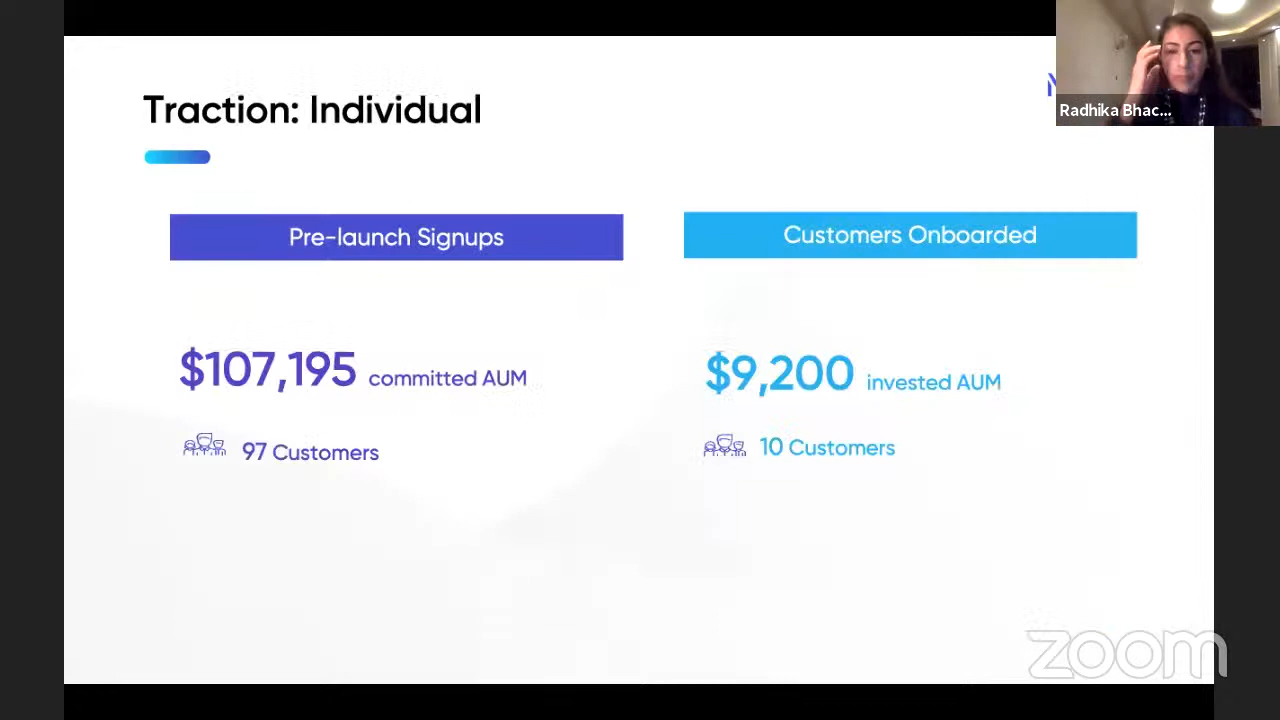 Traction: Individual
Radhika Bhac...
Pre-launch Signups
Customers Onboarded
$107,195 committed AUM
$9,200 invested AUM
97 Customers
10 Customers
zoom